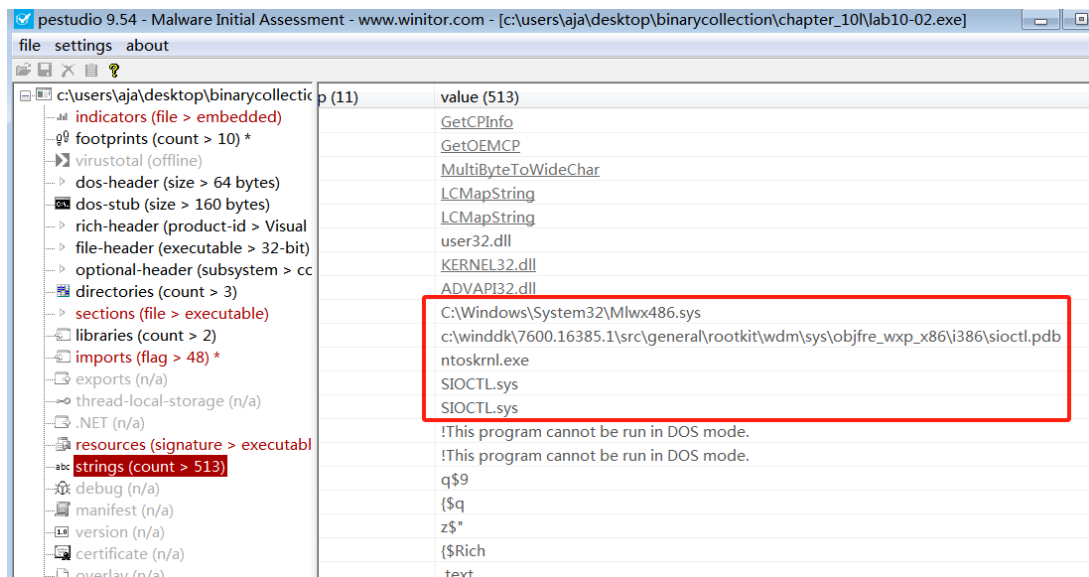 pestudio 9.54 - Malware Initial Assessment - www.winitor.com - [c:\users\aja\desktop\binarycollection\chapter_10l\lab10-02.exe]
file settings about
c:\users\aja\desktop\binarycollectic
indicators (file > embedded)
footprints (count > 10) *
virustotal (offline)
dos-header (size > 64 bytes)
dos-stub (size > 160 bytes)
rich-header (product-id > Visual
file-header (executable > 32-bit)
optional-header (subsystem > cc
directories (count > 3)
sections (file > executable)
libraries (count > 2)
imports (flag > 48) *
exports (n/a)
thread-local-storage (n/a)
.NET (n/a)
resources (signature > executabl
abc strings (count > 513)
debug (n/a)
manifest (n/a)
1.0 version (n/a)
certificate (n/a)
overlay (n/a)
p (11) value (513)
GetCPInfo
GetOEMCP
MultiByteToWideChar
LCMapString
LCMapString
user32.dll
KERNEL32.dll
ADVAPI32.dll
C:\Windows\System32\Mlwx486.sys
c:\winddk\7600.16385.1\src\general\rootkit\wdm\sys\objfre_wxp_x86\i386\sioctl.pdb
ntoskrnl.exe
SIOCTL.sys
SIOCTL.sys
!This program cannot be run in DOS mode.
!This program cannot be run in DOS mode.
q$9
{$q
z$"
{$Rich
.text